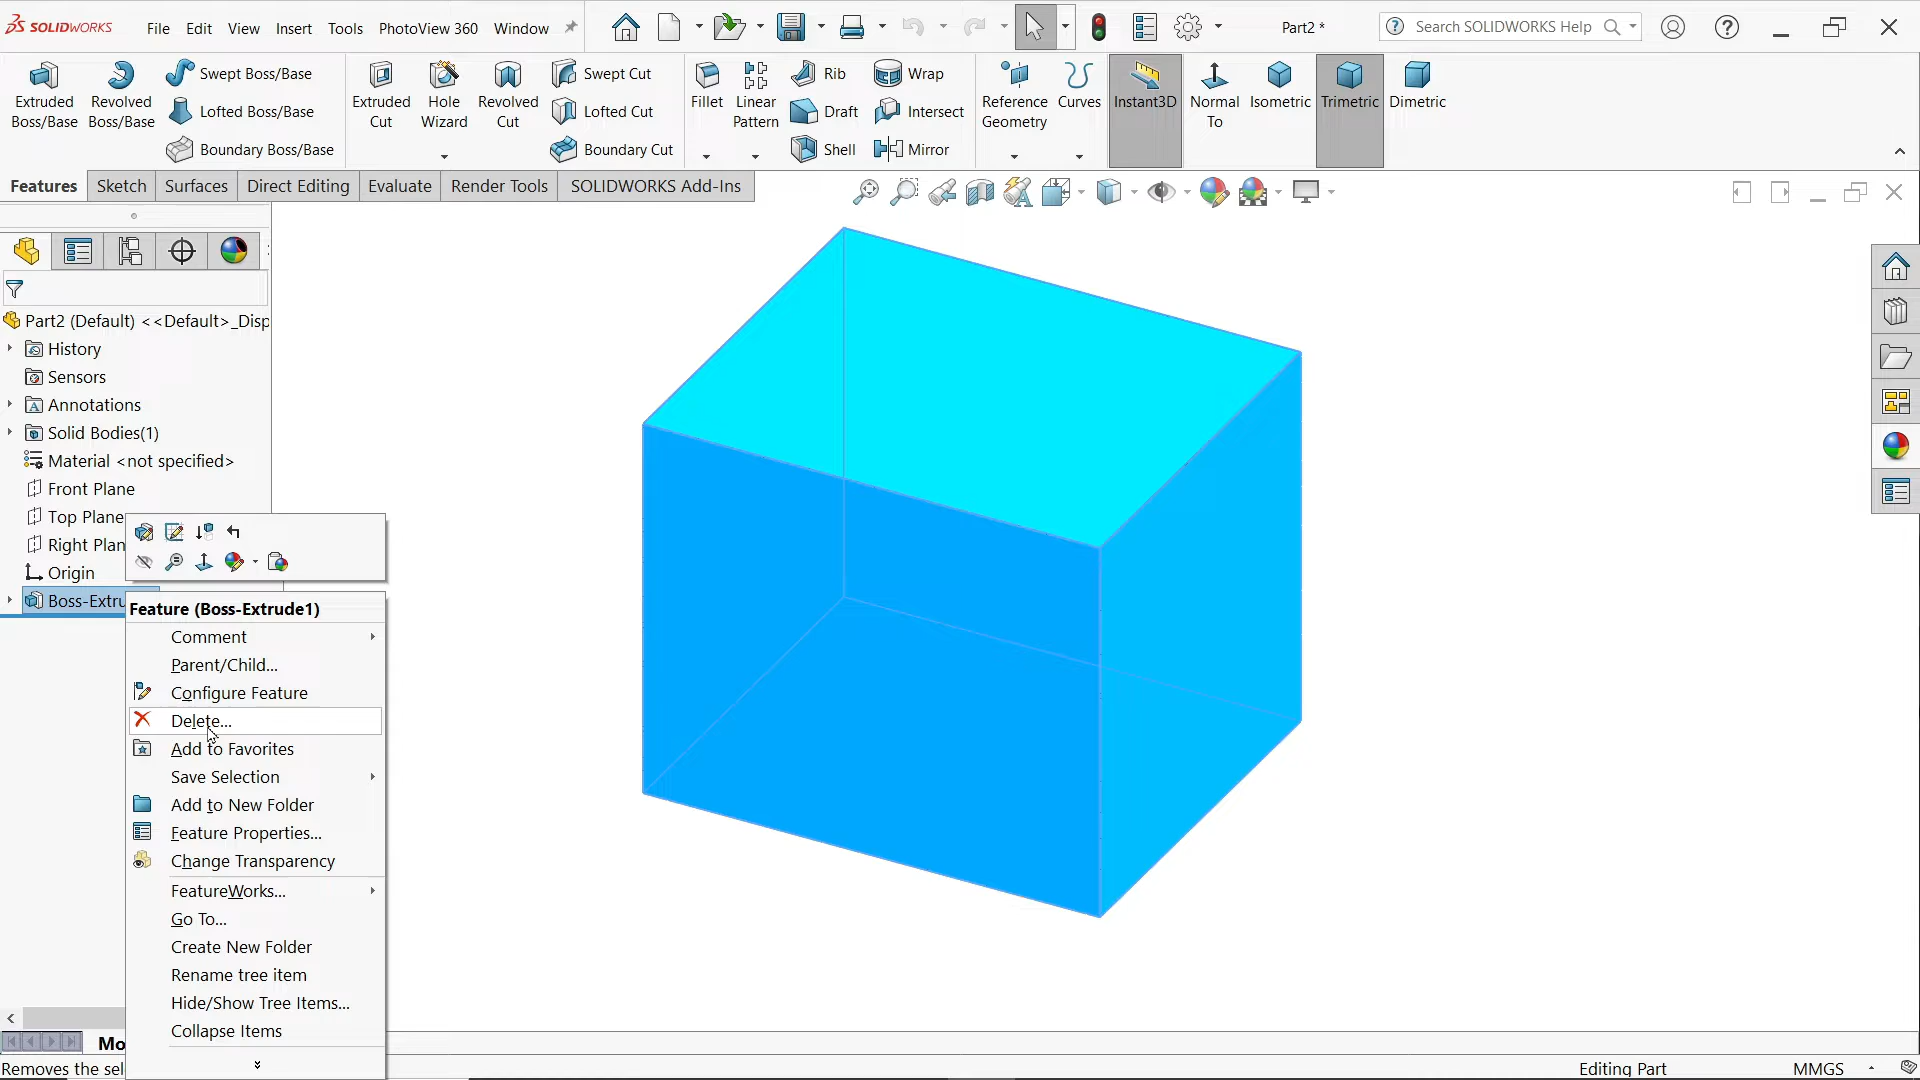 SOLIDWORKS File Edit View Insert Tools PhotoView 360 Window Part2 * Search SOLIDWORKS Help
Extruded Boss/Base
Revolved Boss/Base
Swept Boss/Base
Lofted Boss/Base
Boundary Boss/Base
Extruded Cut
Hole Wizard
Revolved Cut
Swept Cut
Lofted Cut
Boundary Cut
Fillet
Linear Pattern
Rib
Draft
Shell
Wrap
Intersect
Mirror
Reference Geometry
Curves
Instant3D
Normal To
Isometric
Trimetric
Dimetric
Features Sketch Surfaces Direct Editing Evaluate Render Tools SOLIDWORKS Add-Ins
Part2 (Default) <<Default>_Disp
History
Sensors
Annotations
Solid Bodies(1)
Material <not specified>
Front Plane
Top Plane
Right Plan
Origin
Boss-Extru
Feature (Boss-Extrude1)
Comment
Parent/Child...
Configure Feature
Delete...
Add to Favorites
Save Selection
Add to New Folder
Feature Properties...
Change Transparency
FeatureWorks...
Go To...
Create New Folder
Rename tree item
Hide/Show Tree Items...
Collapse Items
Mo
Removes the sel Editing Part MMGS